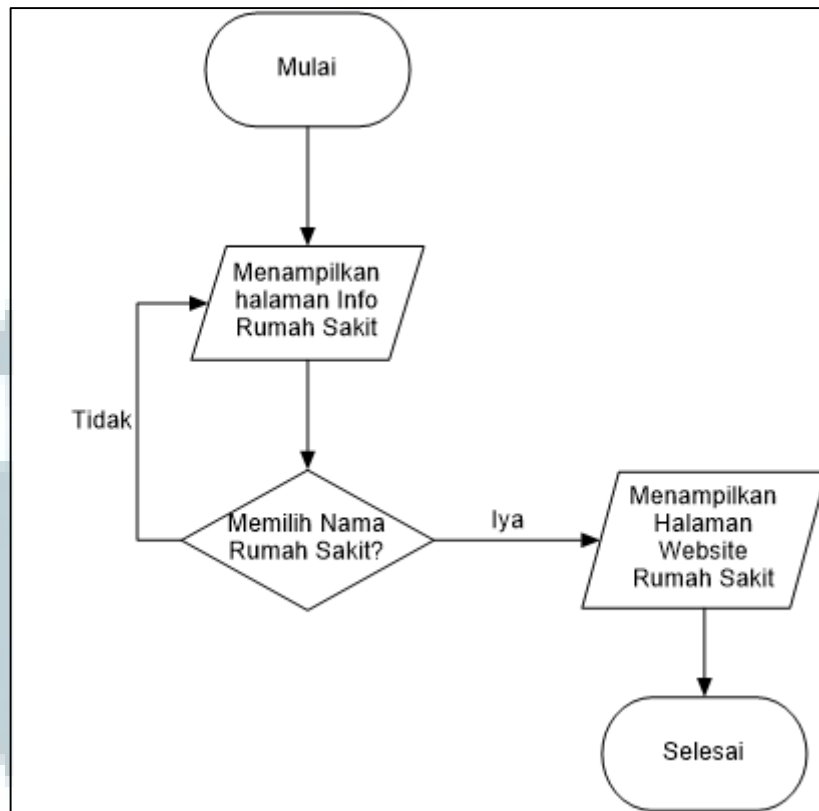 Mulai
Menampilkan
halaman Info
Rumah Sakit
Tidak
Memilih Nama
Rumah Sakit?
Iya
Menampilkan
Halaman
Website
Rumah Sakit
Selesai